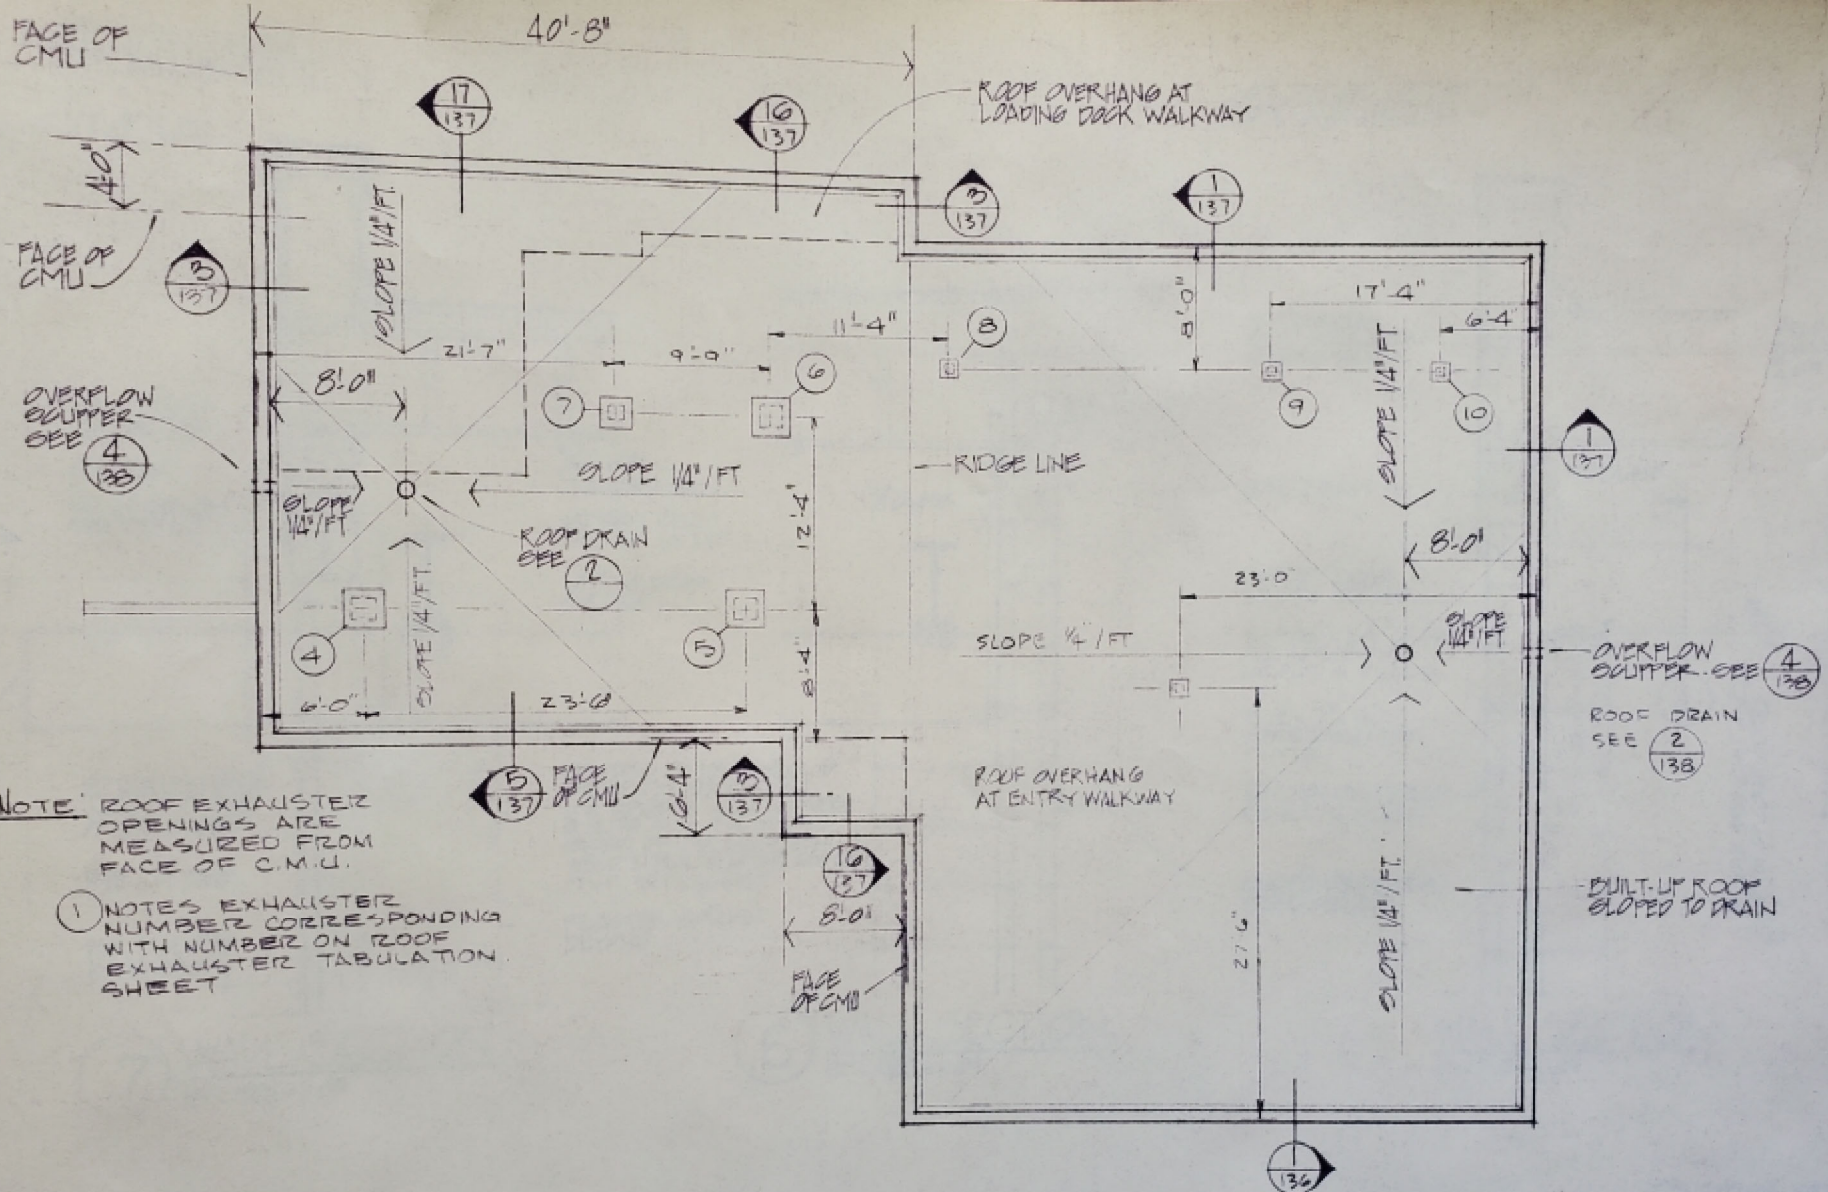 FACE OF
CMU
40'-8"
17
137
16
137
ROOF OVERHANG AT
LOADING DOCK WALKWAY
4'-0"
FACE OF
CMU
3
137
SLOPE 1/4"/FT.
3
137
1
137
8'-0"
17'-4"
6'-4"
11'-4"
8
21'-7"
9'-9"
6
7
9
10
SLOPE 1/4"/FT
1
137
8'-0"
OVERFLOW
SCUPPER
SEE
4
138
SLOPE
1/4"/FT
SLOPE 1/4"/FT
RIDGE LINE
12'-4"
ROOF DRAIN
SEE
2
8'-0"
23'-0
4
SLOPE 1/4"/FT.
5
SLOPE 1/4"/FT
SLOPE
1/4"/FT
OVERFLOW
SCUPPER. SEE
4
138
ROOF DRAIN
SEE
2
138
6'-0"
8'-4"
5
137
FACE
OF CMU
6'-4"
3
137
ROOF OVERHANG
AT ENTRY WALKWAY
NOTE: ROOF EXHAUSTER
OPENINGS ARE
MEASURED FROM
FACE OF C.M.U.
16
137
1 NOTES EXHAUSTER
NUMBER CORRESPONDING
WITH NUMBER ON ROOF
EXHAUSTER TABULATION
SHEET
FACE
OF CMU
SLOPE 1/4"/FT.
BUILT-UP ROOF
SLOPED TO DRAIN
1
136